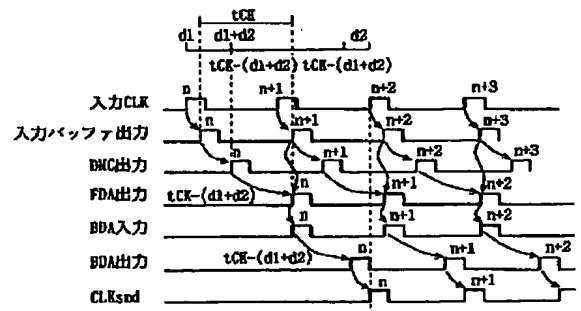 tCK
d1 d1+d2 d2
tCK-(d1+d2) tCK-(d1+d2)
入力CLK n n+1 n+2 n+3
入力バッファ出力 n n+1 n+2 n+3
DMC出力 n n+1 n+2 n+3
FDA出力 tCK-(d1+d2) n n+1 n+2
BDA入力 n n+1 n+2
BDA出力 tCK-(d1+d2) n n+1 n+2
CLKsnd n n+1